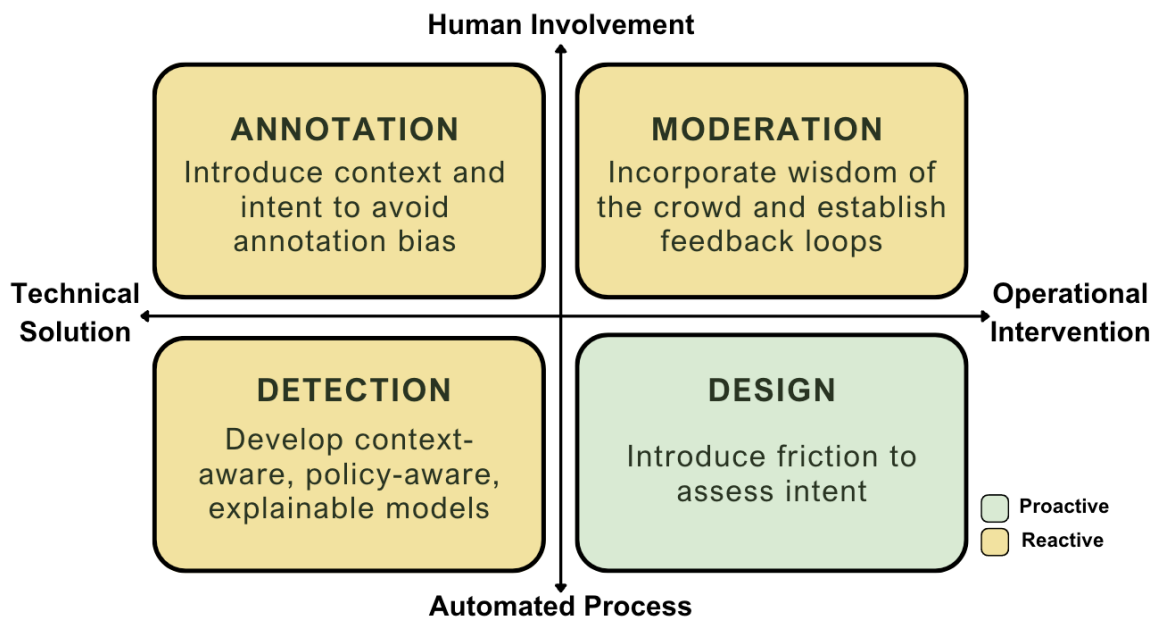 Human Involvement
ANNOTATION
Introduce context and
intent to avoid
annotation bias
MODERATION
Incorporate wisdom of
the crowd and establish
feedback loops
Technical
Solution
Operational
Intervention
DETECTION
Develop context-
aware, policy-aware,
explainable models
DESIGN
Introduce friction to
assess intent
Proactive
Reactive
Automated Process